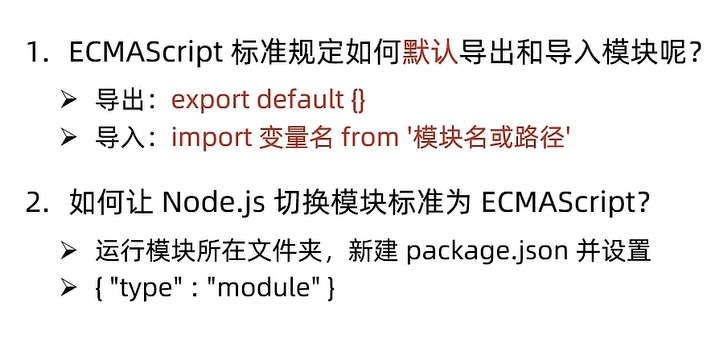 1. ECMAScript 标准规定如何默认导出和导入模块呢?
➢ 导出：export default {}
➢ 导入：import 变量名 from '模块名或路径'
2. 如何让 Node.js 切换模块标准为 ECMAScript?
➢ 运行模块所在文件夹，新建 package.json 并设置
➢ { "type" : "module" }